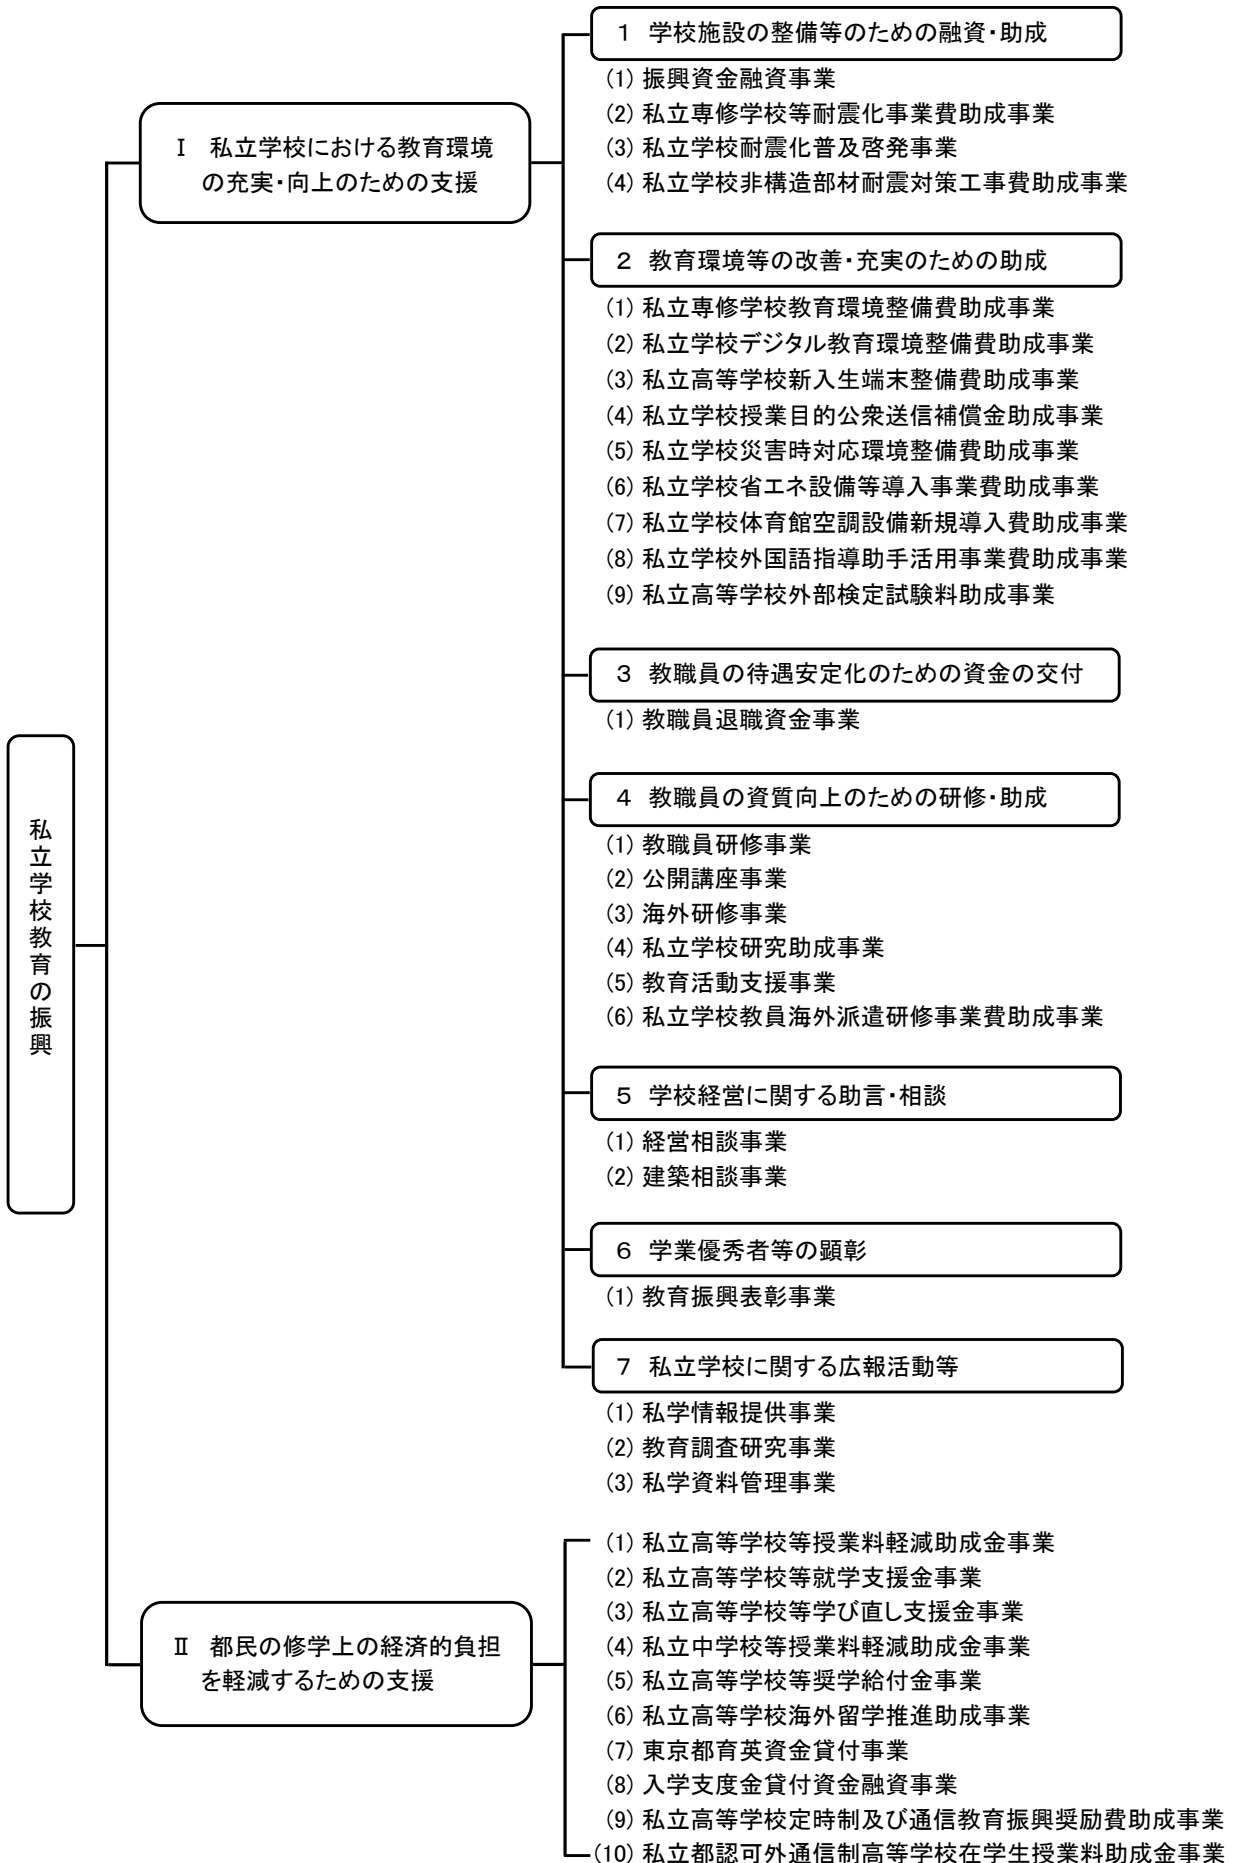 私立学校教育の振興
Ⅰ 私立学校における教育環境
の充実・向上のための支援
1 学校施設の整備等のための融資・助成
(1) 振興資金融資事業
(2) 私立専修学校等耐震化事業費助成事業
(3) 私立学校耐震化普及啓発事業
(4) 私立学校非構造部材耐震対策工事費助成事業
2 教育環境等の改善・充実のための助成
(1) 私立専修学校教育環境整備費助成事業
(2) 私立学校デジタル教育環境整備費助成事業
(3) 私立高等学校新入生端末整備費助成事業
(4) 私立学校授業目的公衆送信補償金助成事業
(5) 私立学校災害時対応環境整備費助成事業
(6) 私立学校省エネ設備等導入事業費助成事業
(7) 私立学校体育館空調設備新規導入費助成事業
(8) 私立学校外国語指導助手活用事業費助成事業
(9) 私立高等学校外部検定試験料助成事業
3 教職員の待遇安定化のための資金の交付
(1) 教職員退職資金事業
4 教職員の資質向上のための研修・助成
(1) 教職員研修事業
(2) 公開講座事業
(3) 海外研修事業
(4) 私立学校研究助成事業
(5) 教育活動支援事業
(6) 私立学校教員海外派遣研修事業費助成事業
5 学校経営に関する助言・相談
(1) 経営相談事業
(2) 建築相談事業
6 学業優秀者等の顕彰
(1) 教育振興表彰事業
7 私立学校に関する広報活動等
(1) 私学情報提供事業
(2) 教育調査研究事業
(3) 私学資料管理事業
Ⅱ 都民の修学上の経済的負担
を軽減するための支援
(1) 私立高等学校等授業料軽減助成金事業
(2) 私立高等学校等就学支援金事業
(3) 私立高等学校等学び直し支援金事業
(4) 私立中学校等授業料軽減助成金事業
(5) 私立高等学校等奨学給付金事業
(6) 私立高等学校海外留学推進助成事業
(7) 東京都育英資金貸付事業
(8) 入学支度金貸付資金融資事業
(9) 私立高等学校定時制及び通信教育振興奨励費助成事業
(10) 私立都認可外通信制高等学校在学生授業料助成金事業